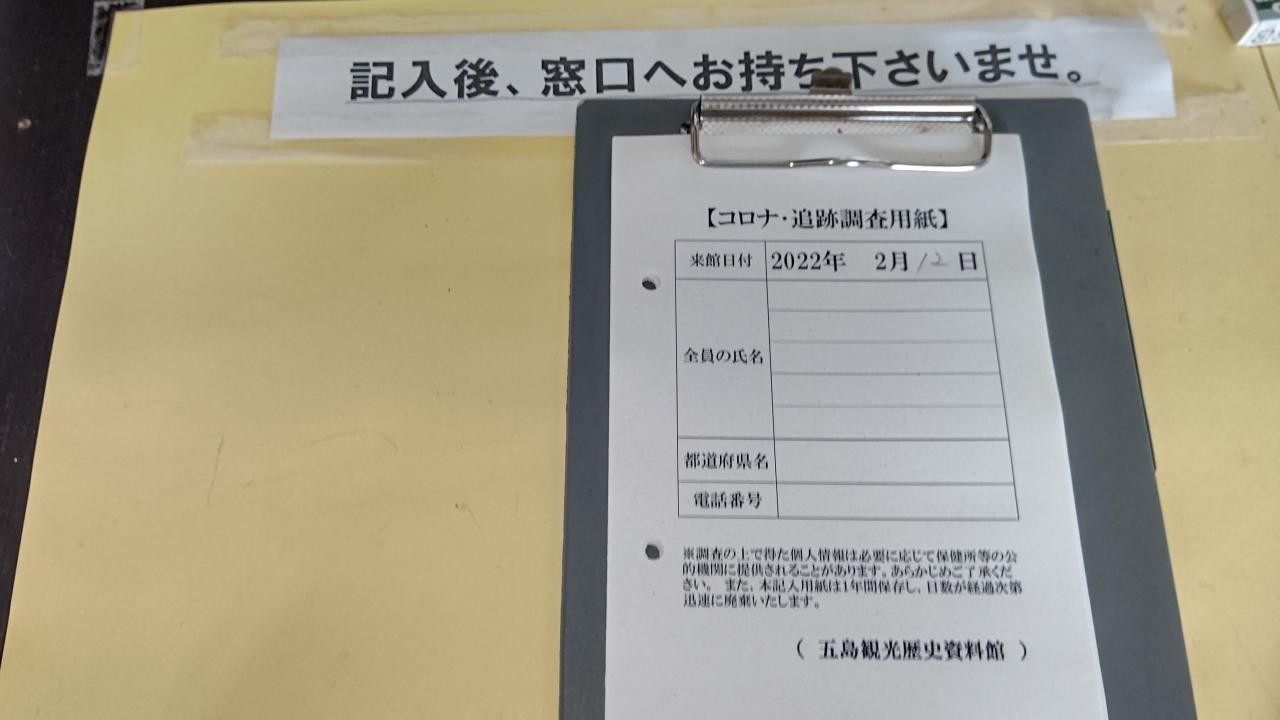 記入後、窓口へお持ち下さいませ。
【コロナ・追跡調査用紙】
来館日付 2022年 2月12日
全員の氏名
都道府県名
電話番号
※調査の上で得た個人情報は必要に応じて保健所等の公
的機関に提供されることがあります。あらかじめご了承くだ
さい。 また、本記入用紙は1年間保存し、日数が経過次第
迅速に廃棄いたします。
( 五島観光歴史資料館 )